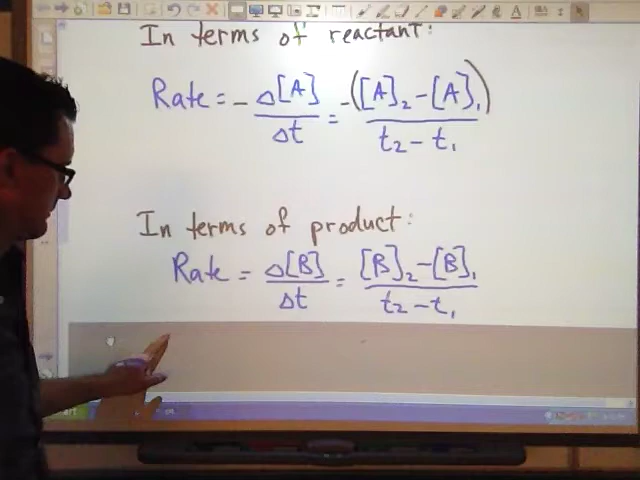 In terms of reactant:
Rate = - Δ[A]/Δt = -([A]₂ - [A]₁)/(t₂ - t₁)
In terms of product:
Rate = Δ[B]/Δt = [B]₂ - [B]₁/(t₂ - t₁)